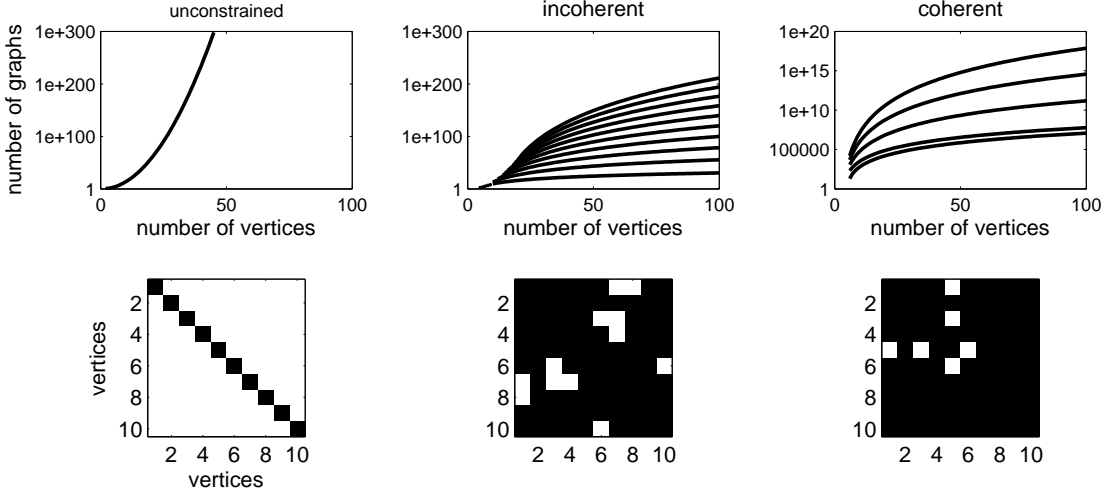 unconstrained
number of graphs
1e+300
1e+200
1e+100
1
0 50 100
number of vertices
incoherent
1e+300
1e+200
1e+100
1
0 50 100
number of vertices
coherent
1e+20
1e+15
1e+10
100000
1
0 50 100
number of vertices
vertices
2
4
6
8
10
2 4 6 8 10
vertices
2
4
6
8
10
2 4 6 8 10
2
4
6
8
10
2 4 6 8 10